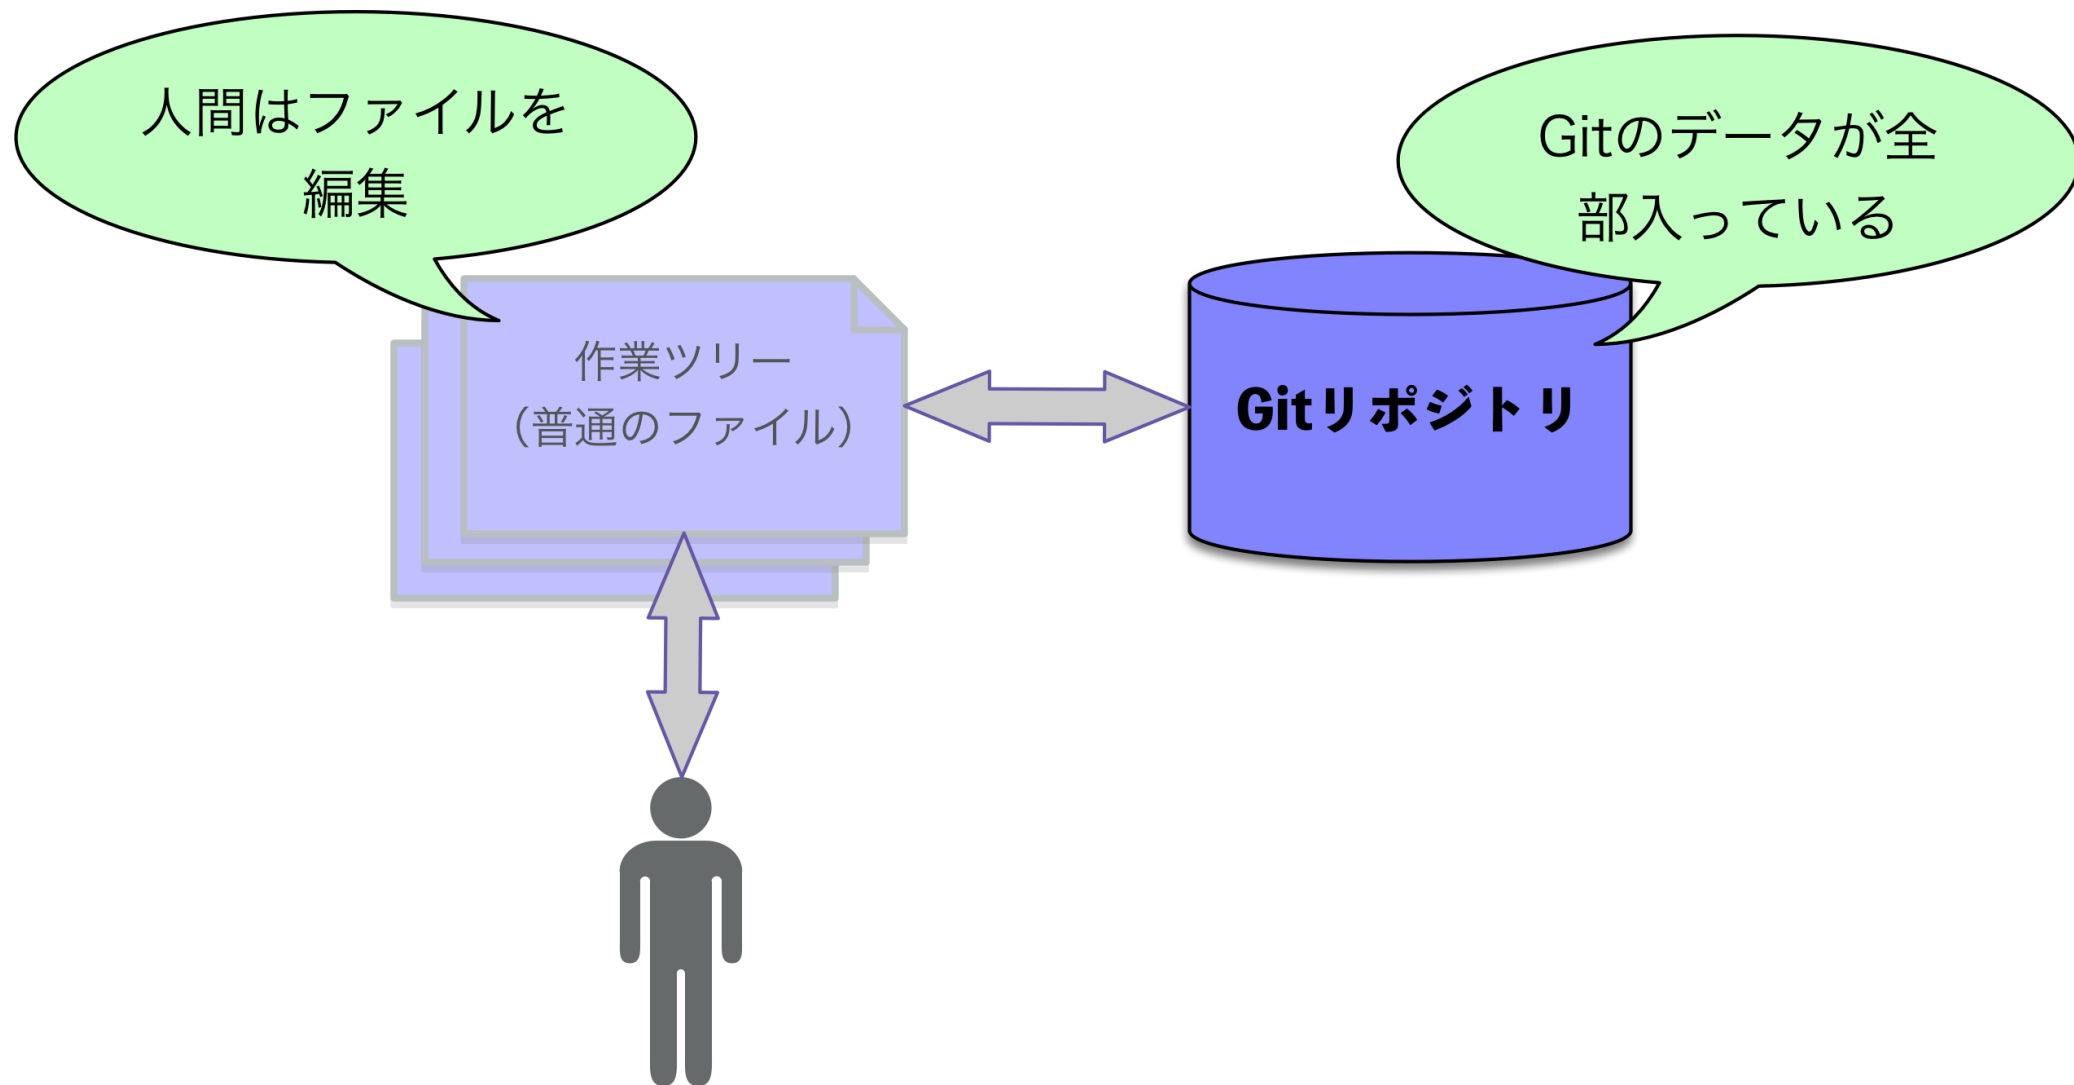 人間はファイルを
編集
Gitのデータが全
部入っている
作業ツリー
（普通のファイル）
Gitリポジトリ